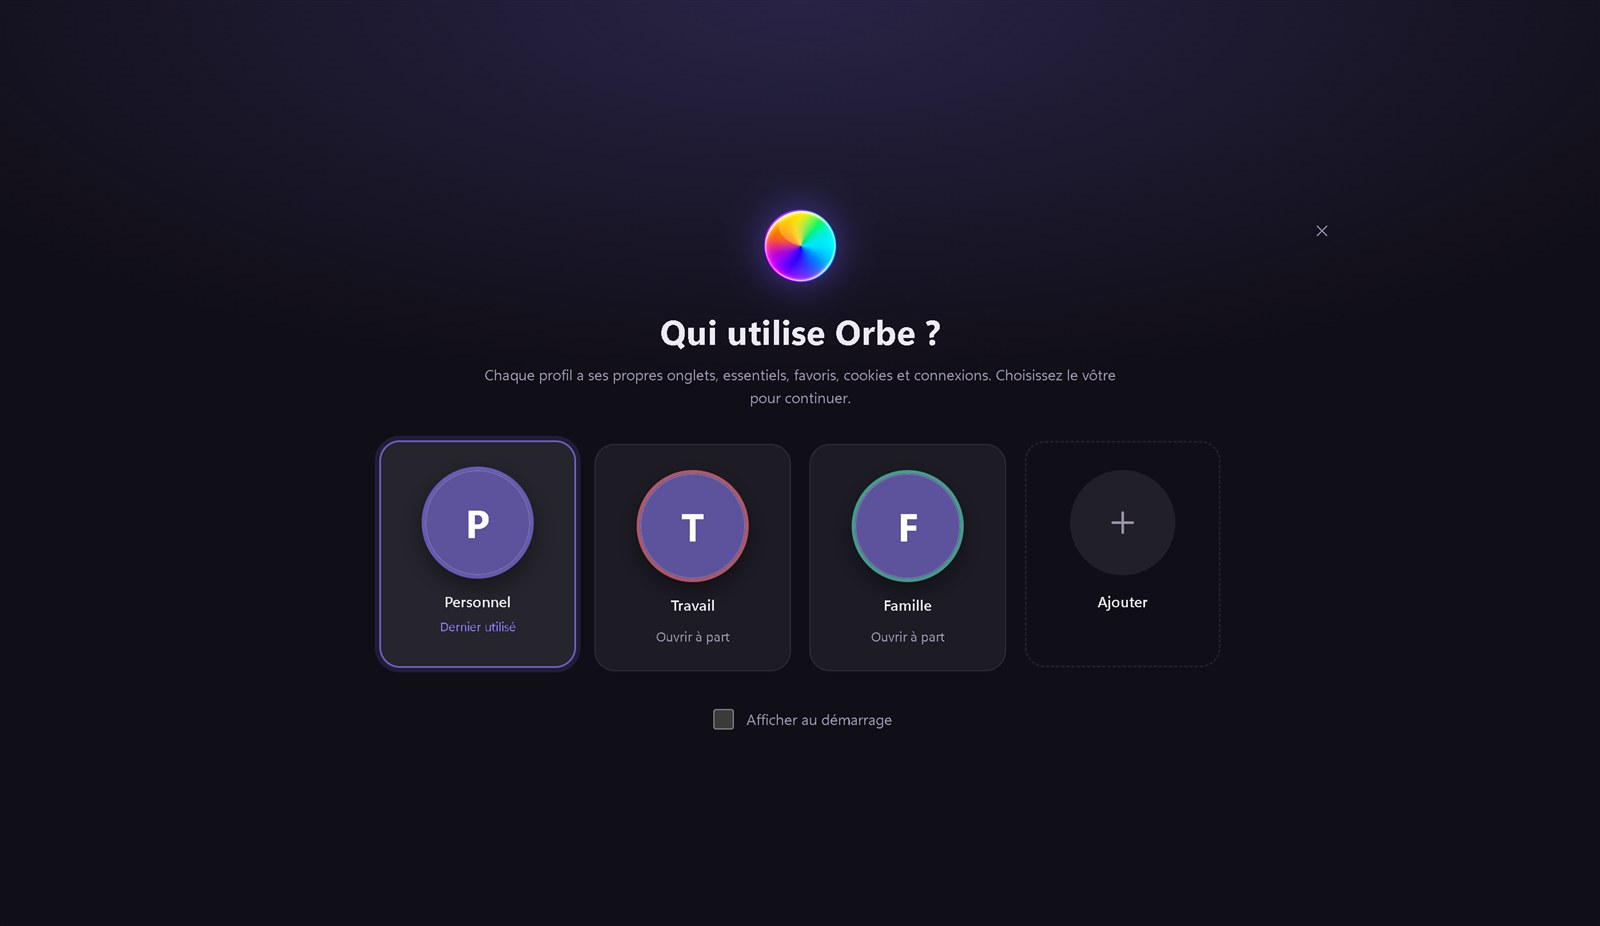 Qui utilise Orbe ?
Chaque profil a ses propres onglets, essentiels, favoris, cookies et connexions. Choisissez le vôtre
pour continuer.
P
T
F
Personnel
Travail
Famille
Ajouter
Dernier utilisé
Ouvrir à part
Ouvrir à part
Afficher au démarrage